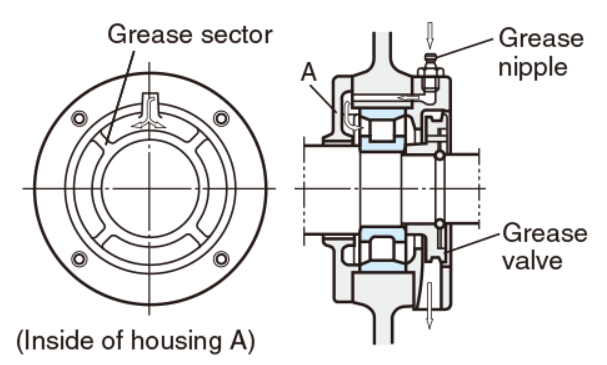 Grease sector
Grease
nipple
A
Grease
valve
(Inside of housing A)